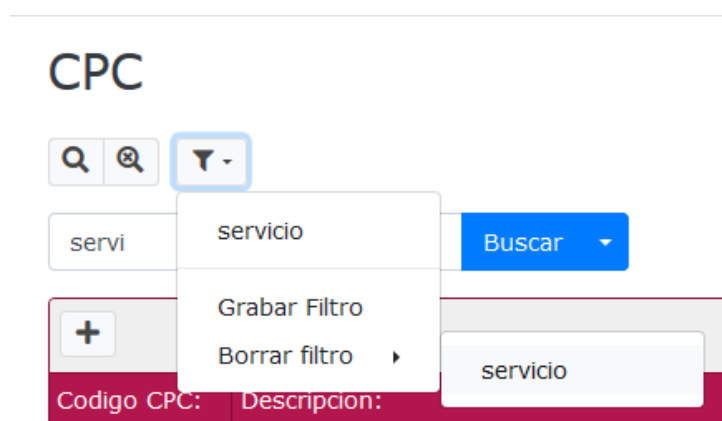 CPC
servi
servicio
Buscar
Grabar Filtro
Borrar filtro
servicio
Codigo CPC:
Descripcion: